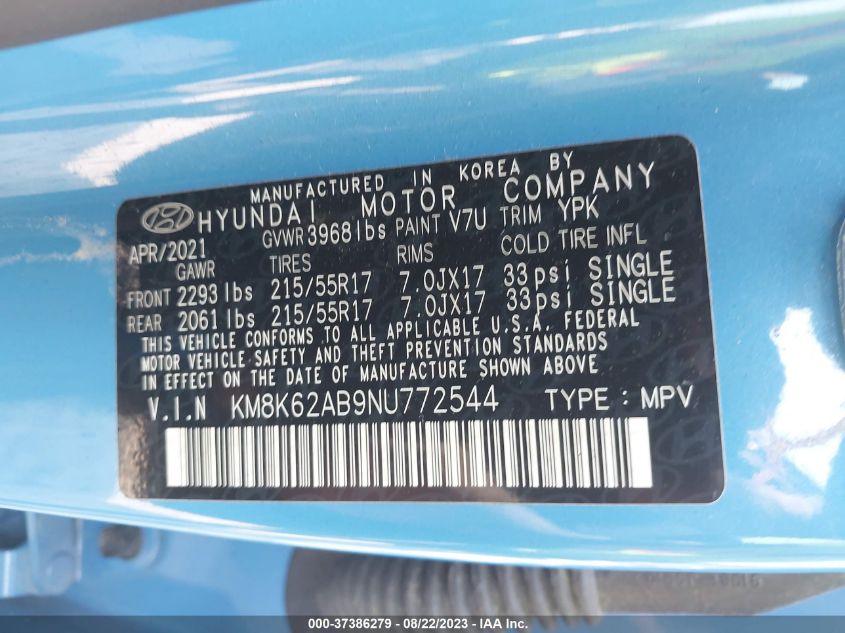 MANUFACTURED IN KOREA BY
HYUNDAI MOTOR COMPANY
APR/2021 GVWR 3968 lbs PAINT V7U TRIM YPK
GAWR TIRES RIMS COLD TIRE INFL
FRONT 2293 lbs 215/55R17 7.0JX17 33 psi SINGLE
REAR 2061 lbs 215/55R17 7.0JX17 33 psi SINGLE
THIS VEHICLE CONFORMS TO ALL APPLICABLE U.S.A. FEDERAL
MOTOR VEHICLE SAFETY AND THEFT PREVENTION STANDARDS
IN EFFECT ON THE DATE OF MANUFACTURE SHOWN ABOVE
V.I.N KM8K62AB9NU772544 TYPE : MPV
000-37386279 - 08/22/2023 - IAAI.COM